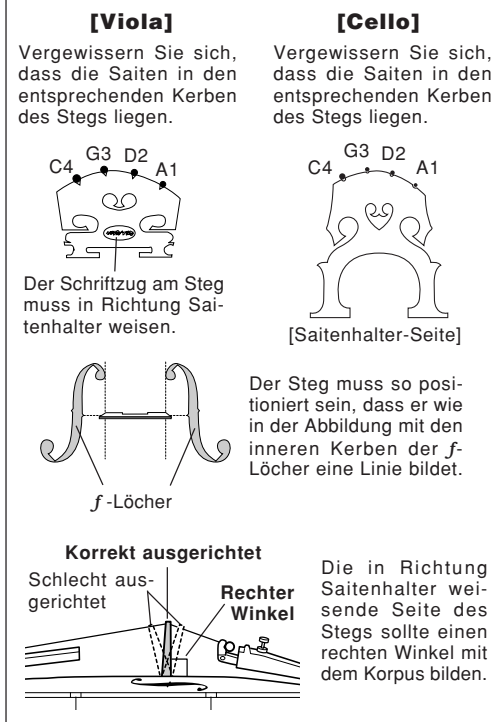 [Viola]
Vergewissern Sie sich,
dass die Saiten in den
entsprechenden Kerben
des Stegs liegen.
C4 G3 D2 A1
Der Schriftzug am Steg
muss in Richtung Sai-
tenhalter weisen.
[Cello]
Vergewissern Sie sich,
dass die Saiten in den
entsprechenden Kerben
des Stegs liegen.
C4 G3 D2 A1
[Saitenhalter-Seite]
f -Löcher
Der Steg muss so posi-
tioniert sein, dass er wie
in der Abbildung mit den
inneren Kerben der f-
Löcher eine Linie bildet.
Korrekt ausgerichtet
Schlecht aus-
gerichtet
Rechter
Winkel
Die in Richtung
Saitenhalter wei-
sende Seite des
Stegs sollte einen
rechten Winkel mit
dem Korpus bilden.